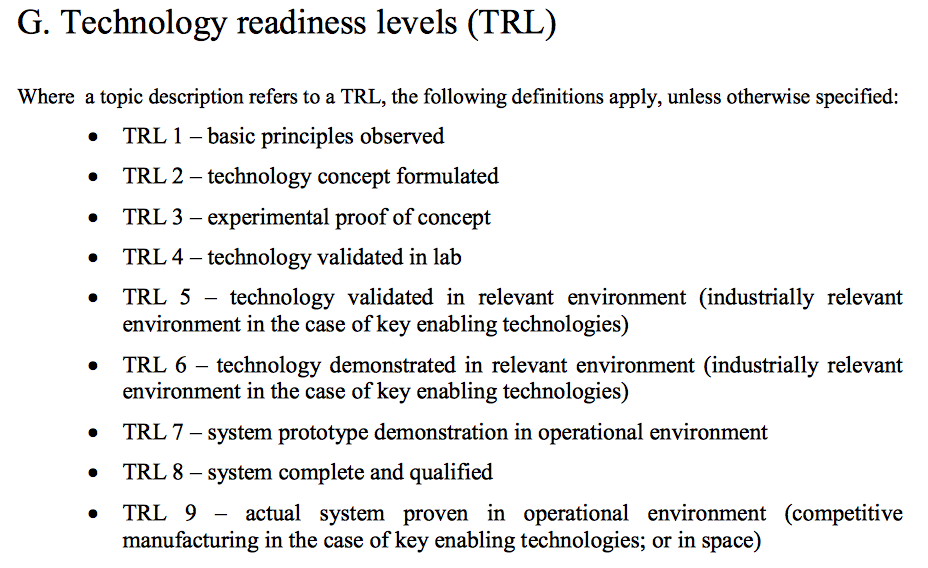 G. Technology readiness levels (TRL)
Where a topic description refers to a TRL, the following definitions apply, unless otherwise specified:
• TRL 1 – basic principles observed
• TRL 2 – technology concept formulated
• TRL 3 – experimental proof of concept
• TRL 4 – technology validated in lab
• TRL 5 – technology validated in relevant environment (industrially relevant
environment in the case of key enabling technologies)
• TRL 6 – technology demonstrated in relevant environment (industrially relevant
environment in the case of key enabling technologies)
• TRL 7 – system prototype demonstration in operational environment
• TRL 8 – system complete and qualified
• TRL 9 – actual system proven in operational environment (competitive
manufacturing in the case of key enabling technologies; or in space)